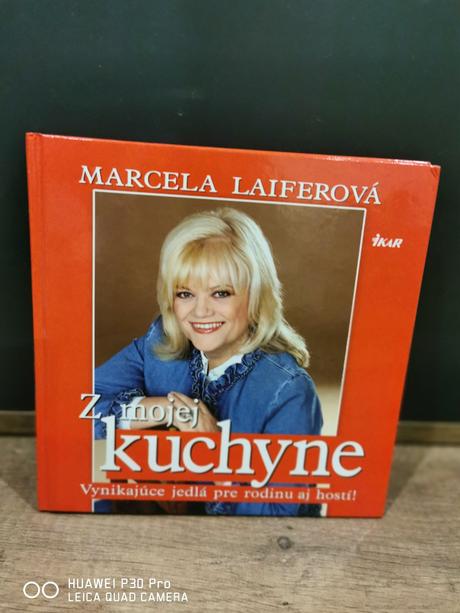 MARCELA LAIFEROVÁ
IKAR
Z mojej
kuchyne
Vynikajúce jedlá pre rodinu aj hostí!
HUAWEI P30 Pro
LEICA QUAD CAMERA